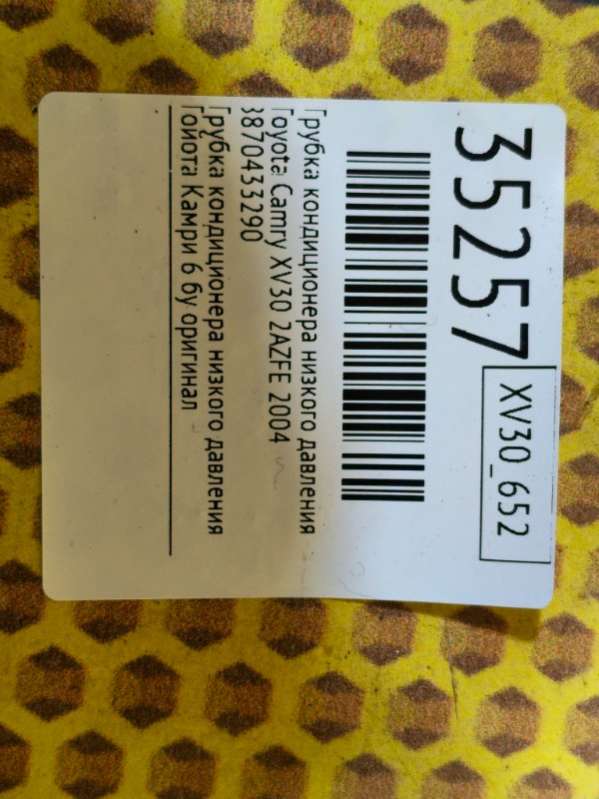 35257
XV30_652
Трубка кондиционера низкого давления
Toyota Camry XV30 2AZFE 2004
8870433290
Трубка кондиционера низкого давления
Тойота Камри 6 бу оригинал